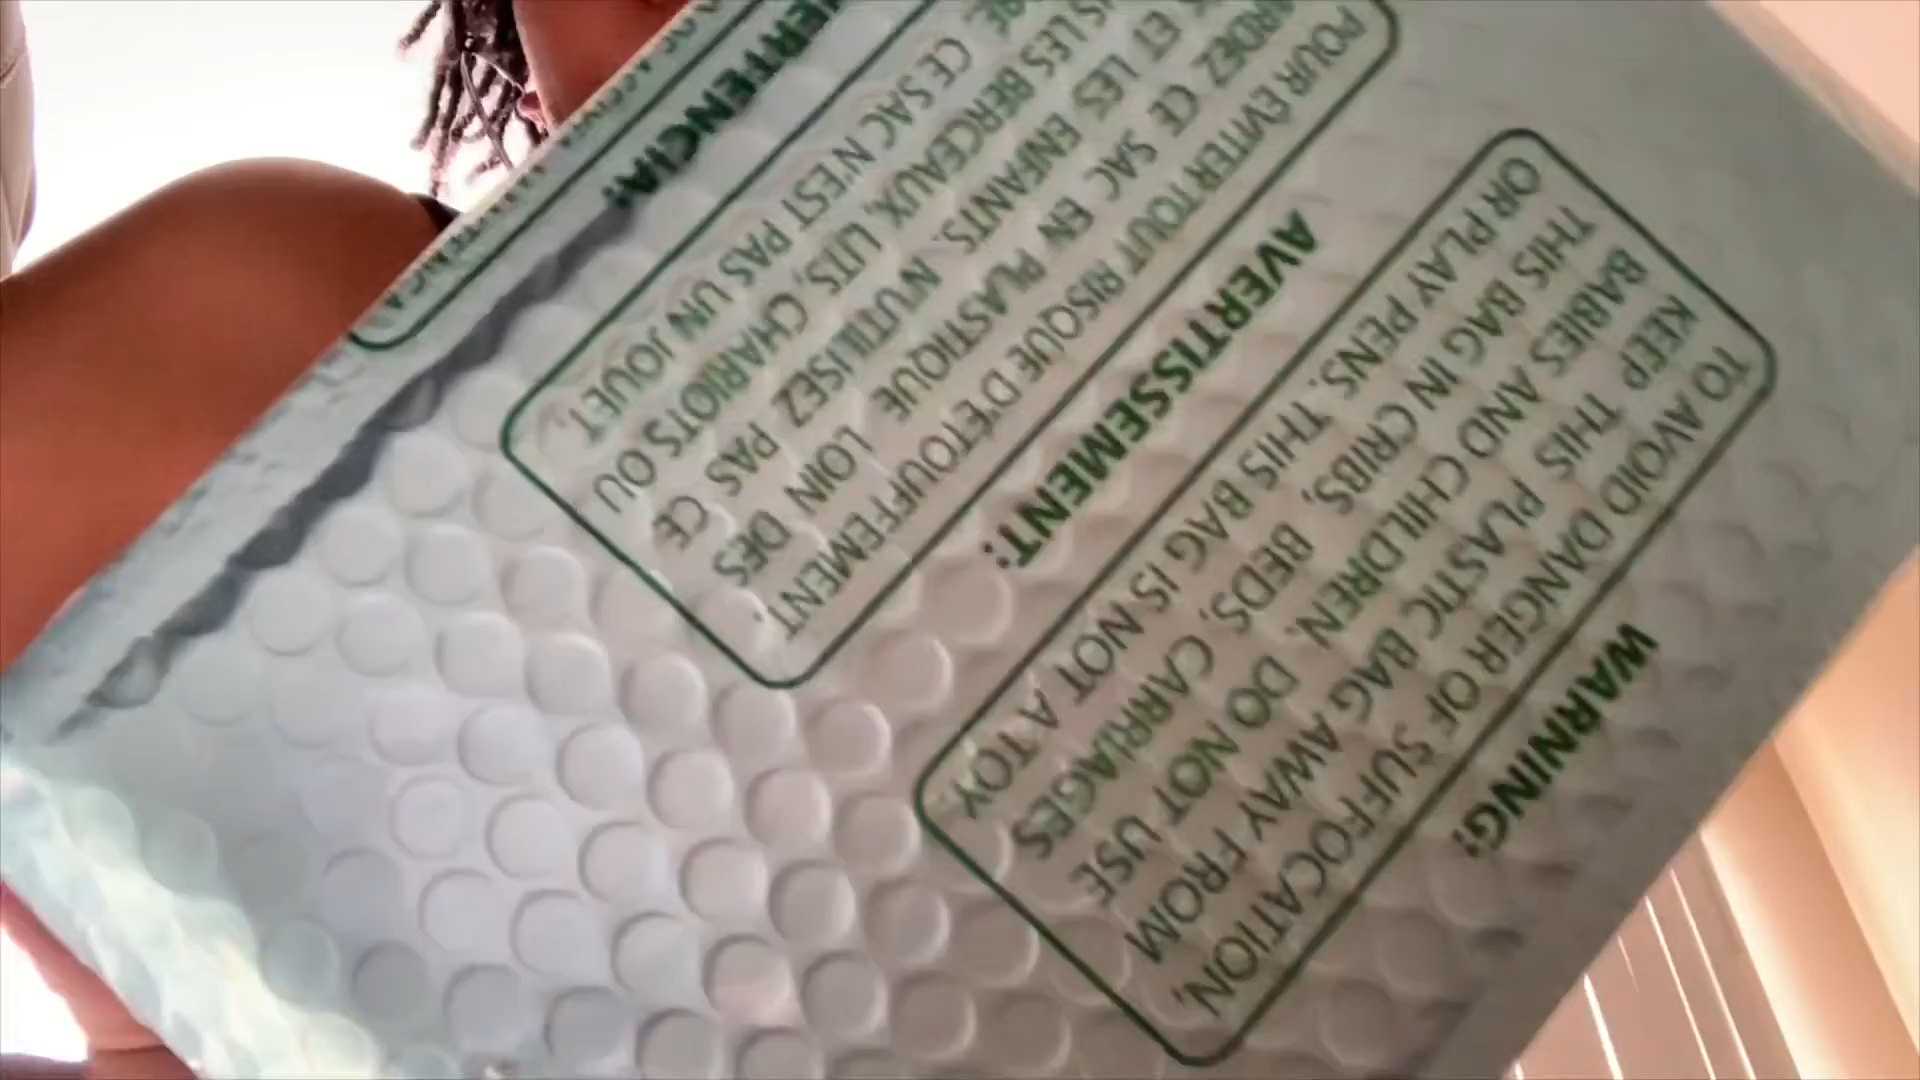 WARNING!
TO AVOID DANGER OF SUFFOCATION,
KEEP THIS PLASTIC BAG AWAY FROM
BABIES AND CHILDREN. DO NOT USE
THIS BAG IN CRIBS, BEDS, CARRIAGES
OR PLAY PENS. THIS BAG IS NOT A TOY.
AVERTISSEMENT:
POUR ÉVITER TOUT RISQUE D'ÉTOUFFEMENT,
CE SAC EN PLASTIQUE LOIN DES
ET LES ENFANTS. N'UTILISEZ PAS CE
LES BERCEAUX, LITS, CHARIOTS OU
CE SAC N'EST PAS UN JOUET.